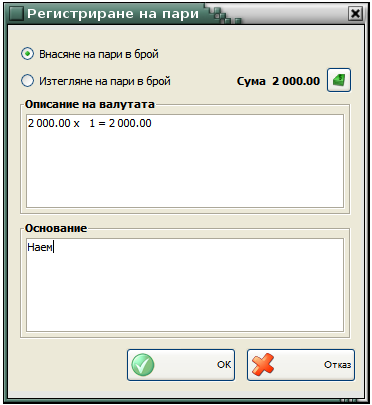 Регистриране на пари
Внасяне на пари в брой
Изтегляне на пари в брой
Сума 2 000.00
Описание на валутата
2 000.00 x 1 = 2 000.00
Основание
Наем
OK
Отказ